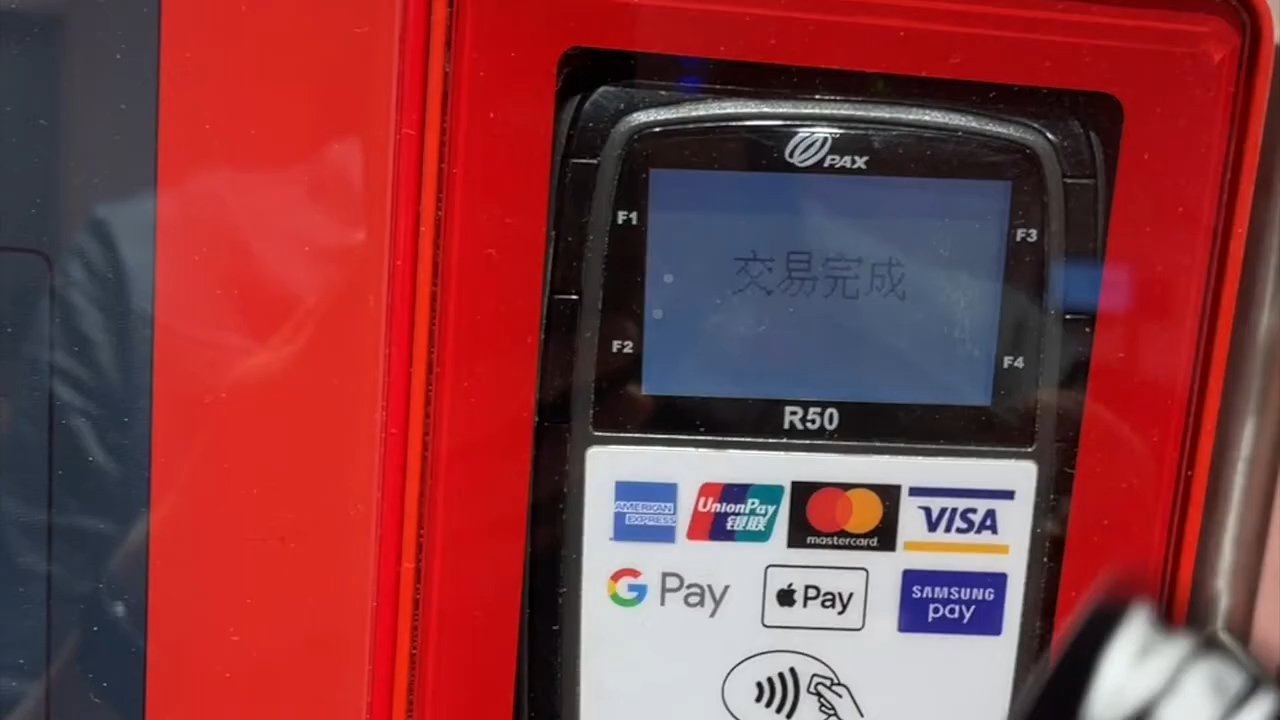 PAX
F1
F3
交易完成
F2
F4
R50
AMERICAN
EXPRESS
UnionPay
银联
mastercard.
VISA
G Pay
Pay
SAMSUNG
pay